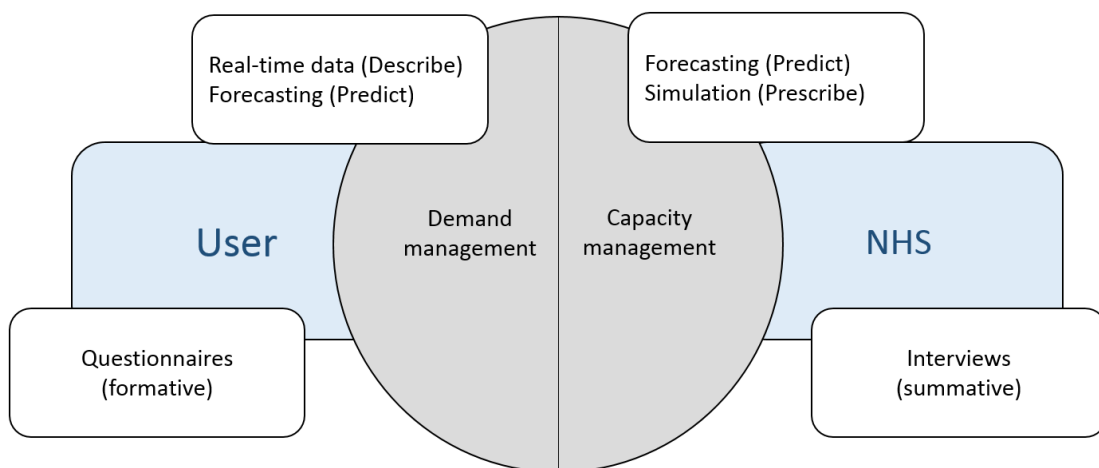 Real-time data (Describe)
Forecasting (Predict)
Forecasting (Predict)
Simulation (Prescribe)
User
Demand
management
Capacity
management
NHS
Questionnaires
(formative)
Interviews
(summative)